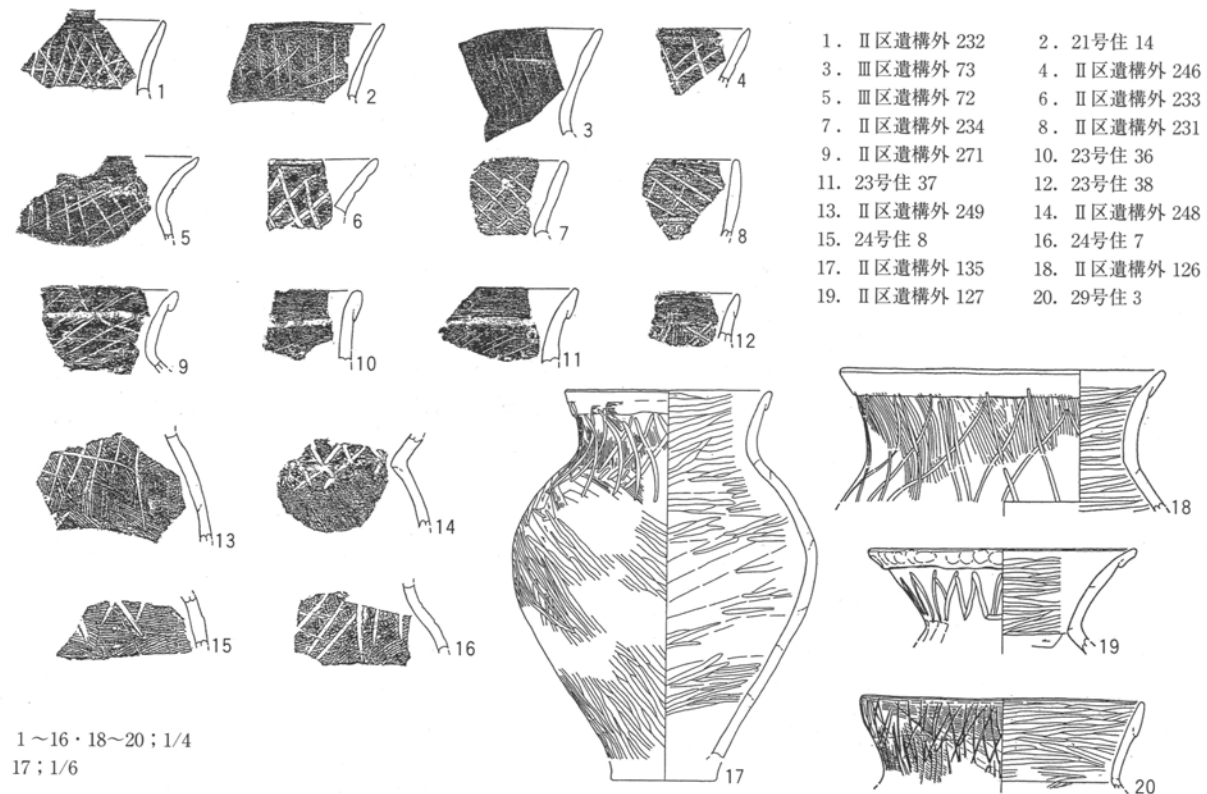 1. Ⅱ区遺構外 232 2. 21号住 14
3. Ⅲ区遺構外 73 4. Ⅱ区遺構外 246
5. Ⅲ区遺構外 72 6. Ⅱ区遺構外 233
7. Ⅱ区遺構外 234 8. Ⅱ区遺構外 231
9. Ⅱ区遺構外 271 10. 23号住 36
11. 23号住 37 12. 23号住 38
13. Ⅱ区遺構外 249 14. Ⅱ区遺構外 248
15. 24号住 8 16. 24号住 7
17. Ⅱ区遺構外 135 18. Ⅱ区遺構外 126
19. Ⅱ区遺構外 127 20. 29号住 3
1 2 3 4
5 6 7 8
9 10 11 12
13 14 17 18
15 16 19
20
1～16・18～20；1/4
17；1/6